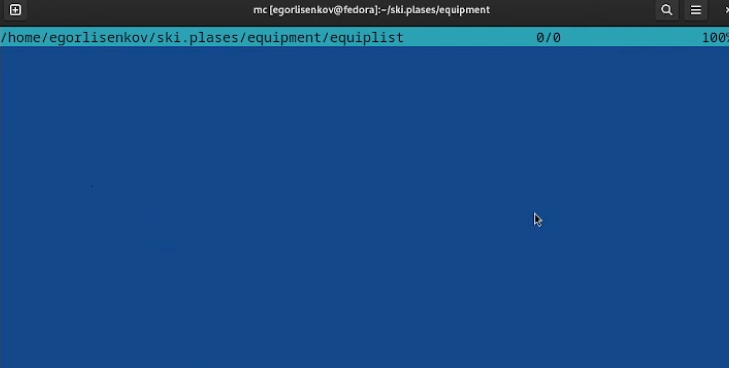 mc [egorlisenkov@fedora]:~/ski.plases/equipment
/home/egorlisenkov/ski.plases/equipment/equiplist 0/0 100%